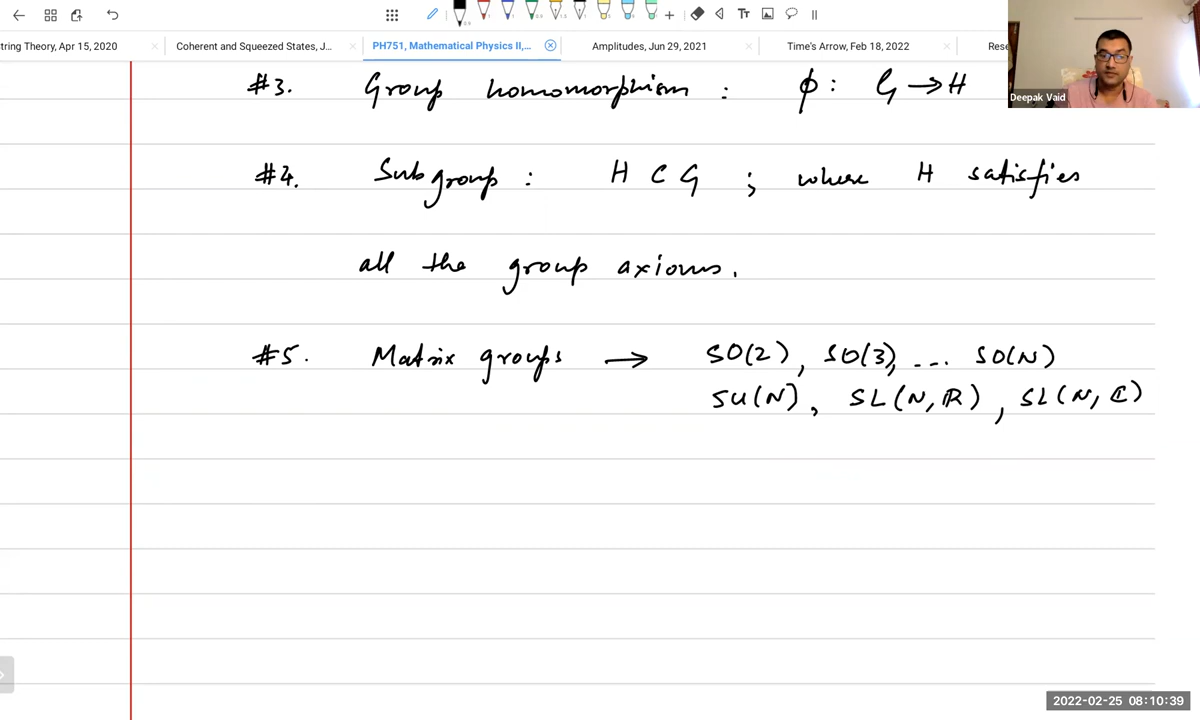 tring Theory, Apr 15, 2020 Coherent and Squeezed States, J... PH751, Mathematical Physics II,... Amplitudes, Jun 29, 2021 Time's Arrow, Feb 18, 2022 Rese
Deepak Vaid
#3. Group homomorphism : ϕ : G → H
#4. Subgroup : H ⊂ G ; where H satisfies
all the group axioms.
#5. Matrix groups → SO(2), SO(3), ... SO(N)
SU(N), SL(N, ℝ), SL(N, ℂ)
2022-02-25 08:10:39